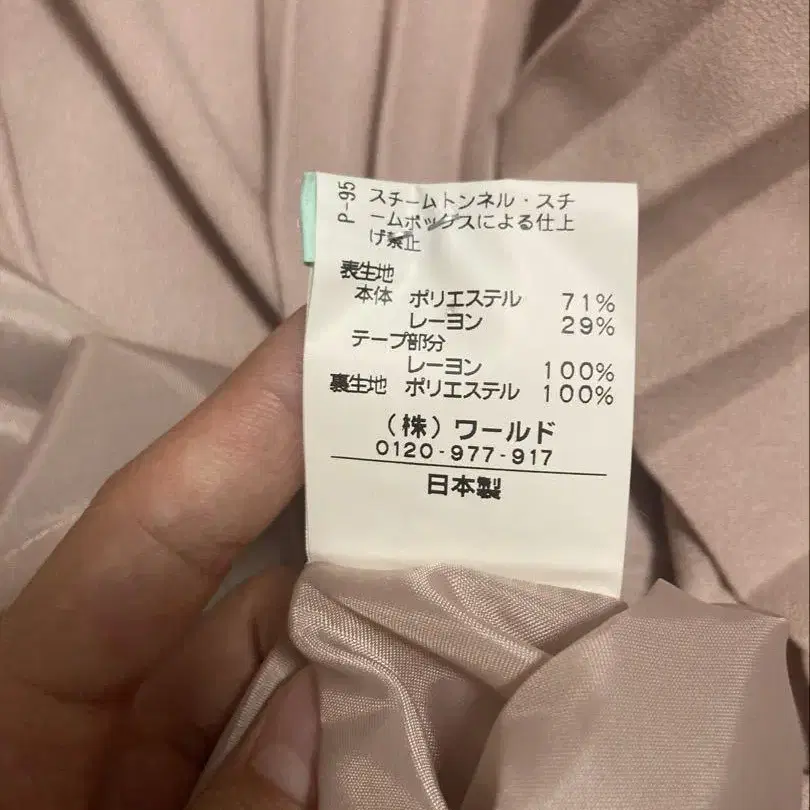 P-95
スチームトンネル・スチ
ームボックスによる仕上
げ禁止
表生地
本体 ポリエステル 71%
レーヨン 29%
テープ部分
レーヨン 100%
裏生地 ポリエステル 100%
(株)ワールド
0120-977-917
日本製